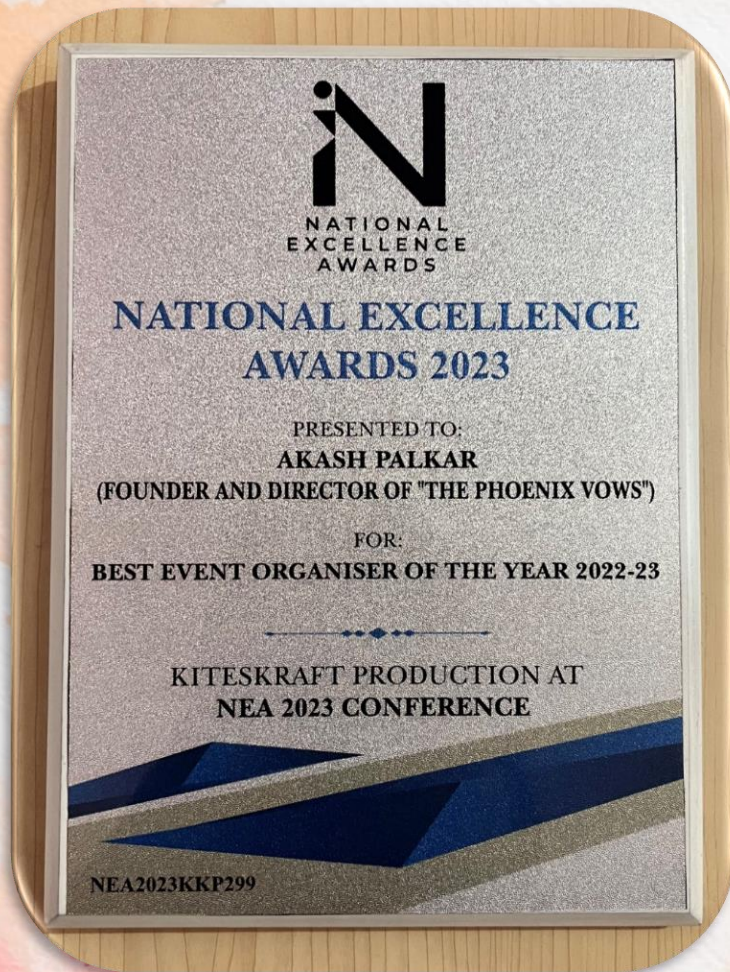 iN
NATIONAL
EXCELLENCE
AWARDS
NATIONAL EXCELLENCE
AWARDS 2023
PRESENTED TO:
AKASH PALKAR
(FOUNDER AND DIRECTOR OF "THE PHOENIX VOWS")
FOR:
BEST EVENT ORGANISER OF THE YEAR 2022-23
KITESKRAFT PRODUCTION AT
NEA 2023 CONFERENCE
NEA2023KKP299